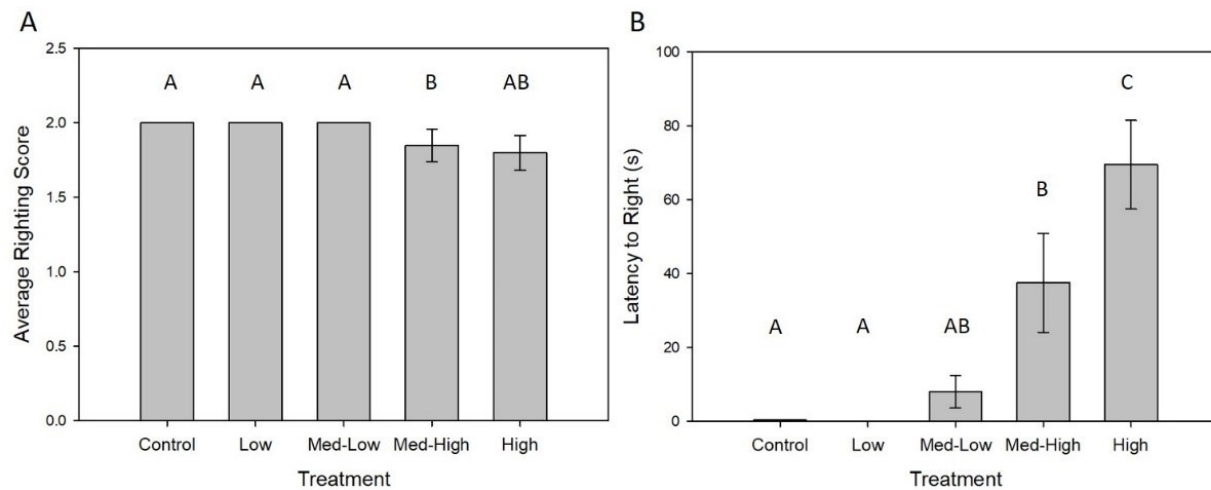 A
Average Righting Score
2.5
2.0
1.5
1.0
0.5
0.0
A A A B AB
Control Low Med-Low Med-High High
Treatment
B
Latency to Right (s)
100
80
60
40
20
0
A A AB B C
Control Low Med-Low Med-High High
Treatment